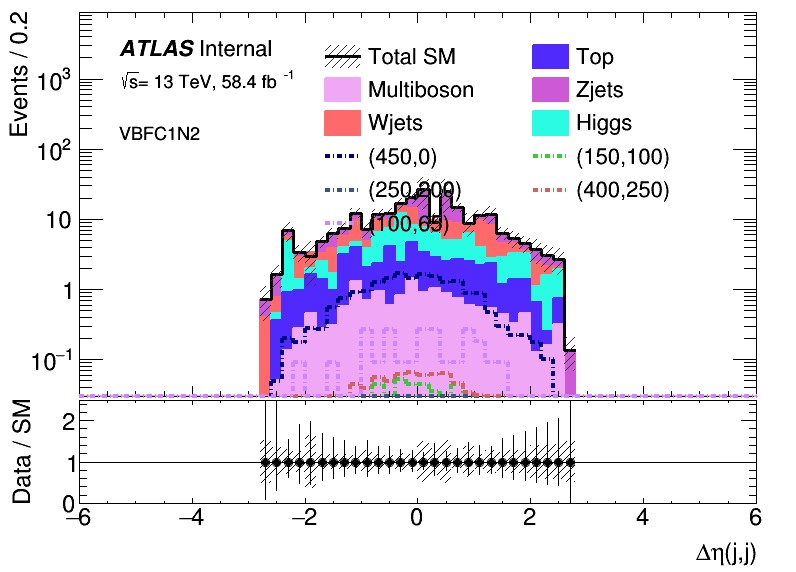 Events / 0.2
10³
10²
10
1
10⁻¹
ATLAS Internal
√s= 13 TeV, 58.4 fb ⁻¹
VBFC1N2
Total SM
Top
Multiboson
Zjets
Wjets
Higgs
(450,0)
(150,100)
(250,200)
(400,250)
(100,65)
Data / SM
2
1
0
−6 −4 −2 0 2 4 6
Δη(j,j)